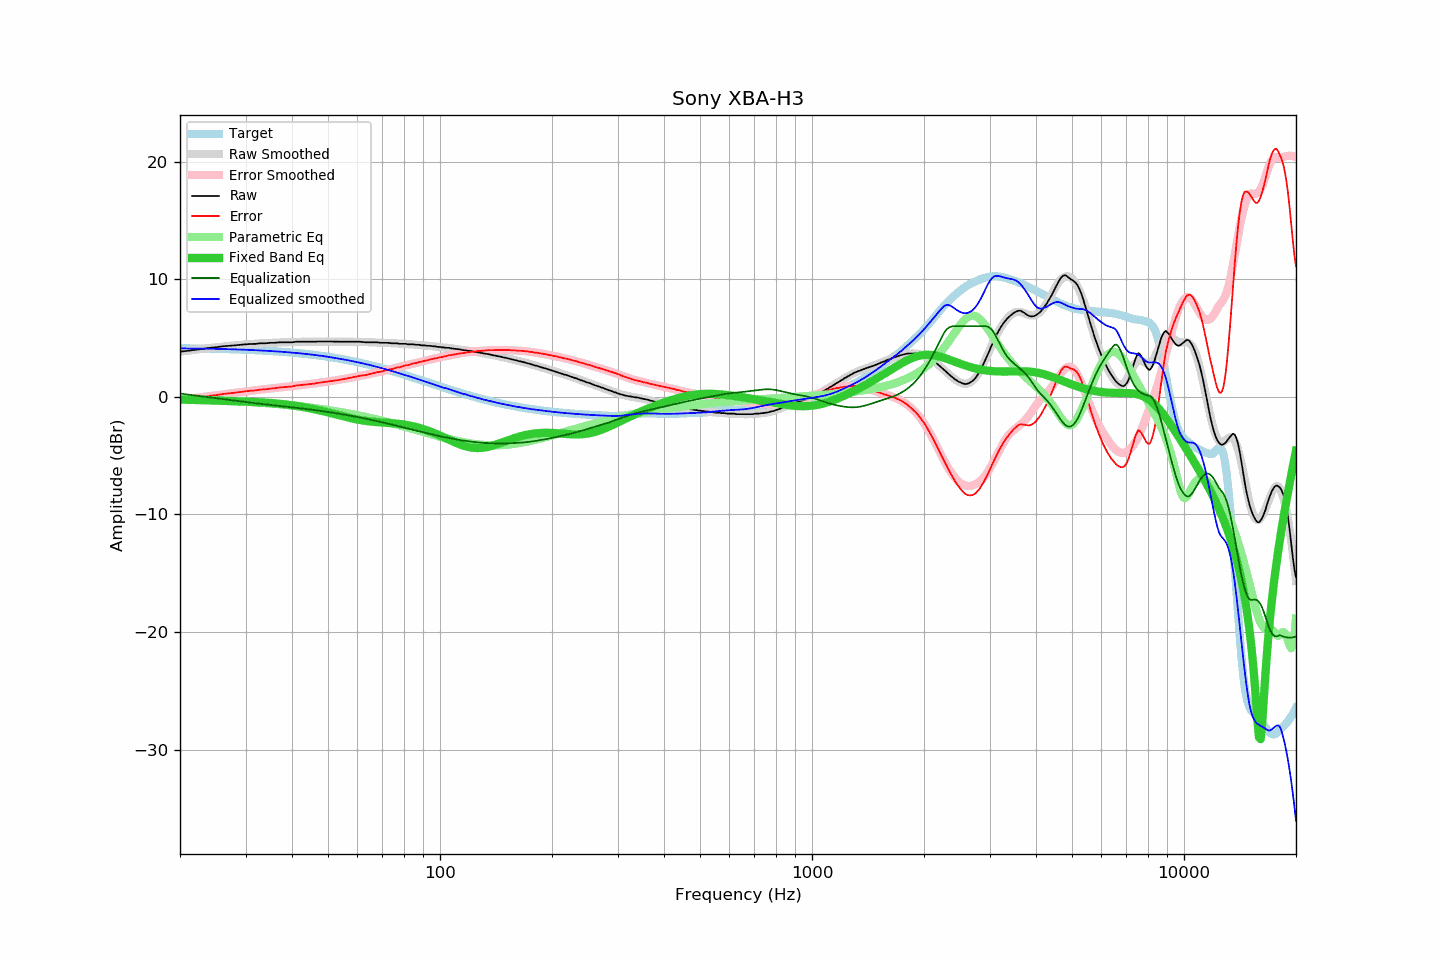 Sony XBA-H3
Target
Raw Smoothed
Error Smoothed
Raw
Error
Parametric Eq
Fixed Band Eq
Equalization
Equalized smoothed
20
10
0
−10
−20
−30
Amplitude (dBr)
100
1000
10000
Frequency (Hz)